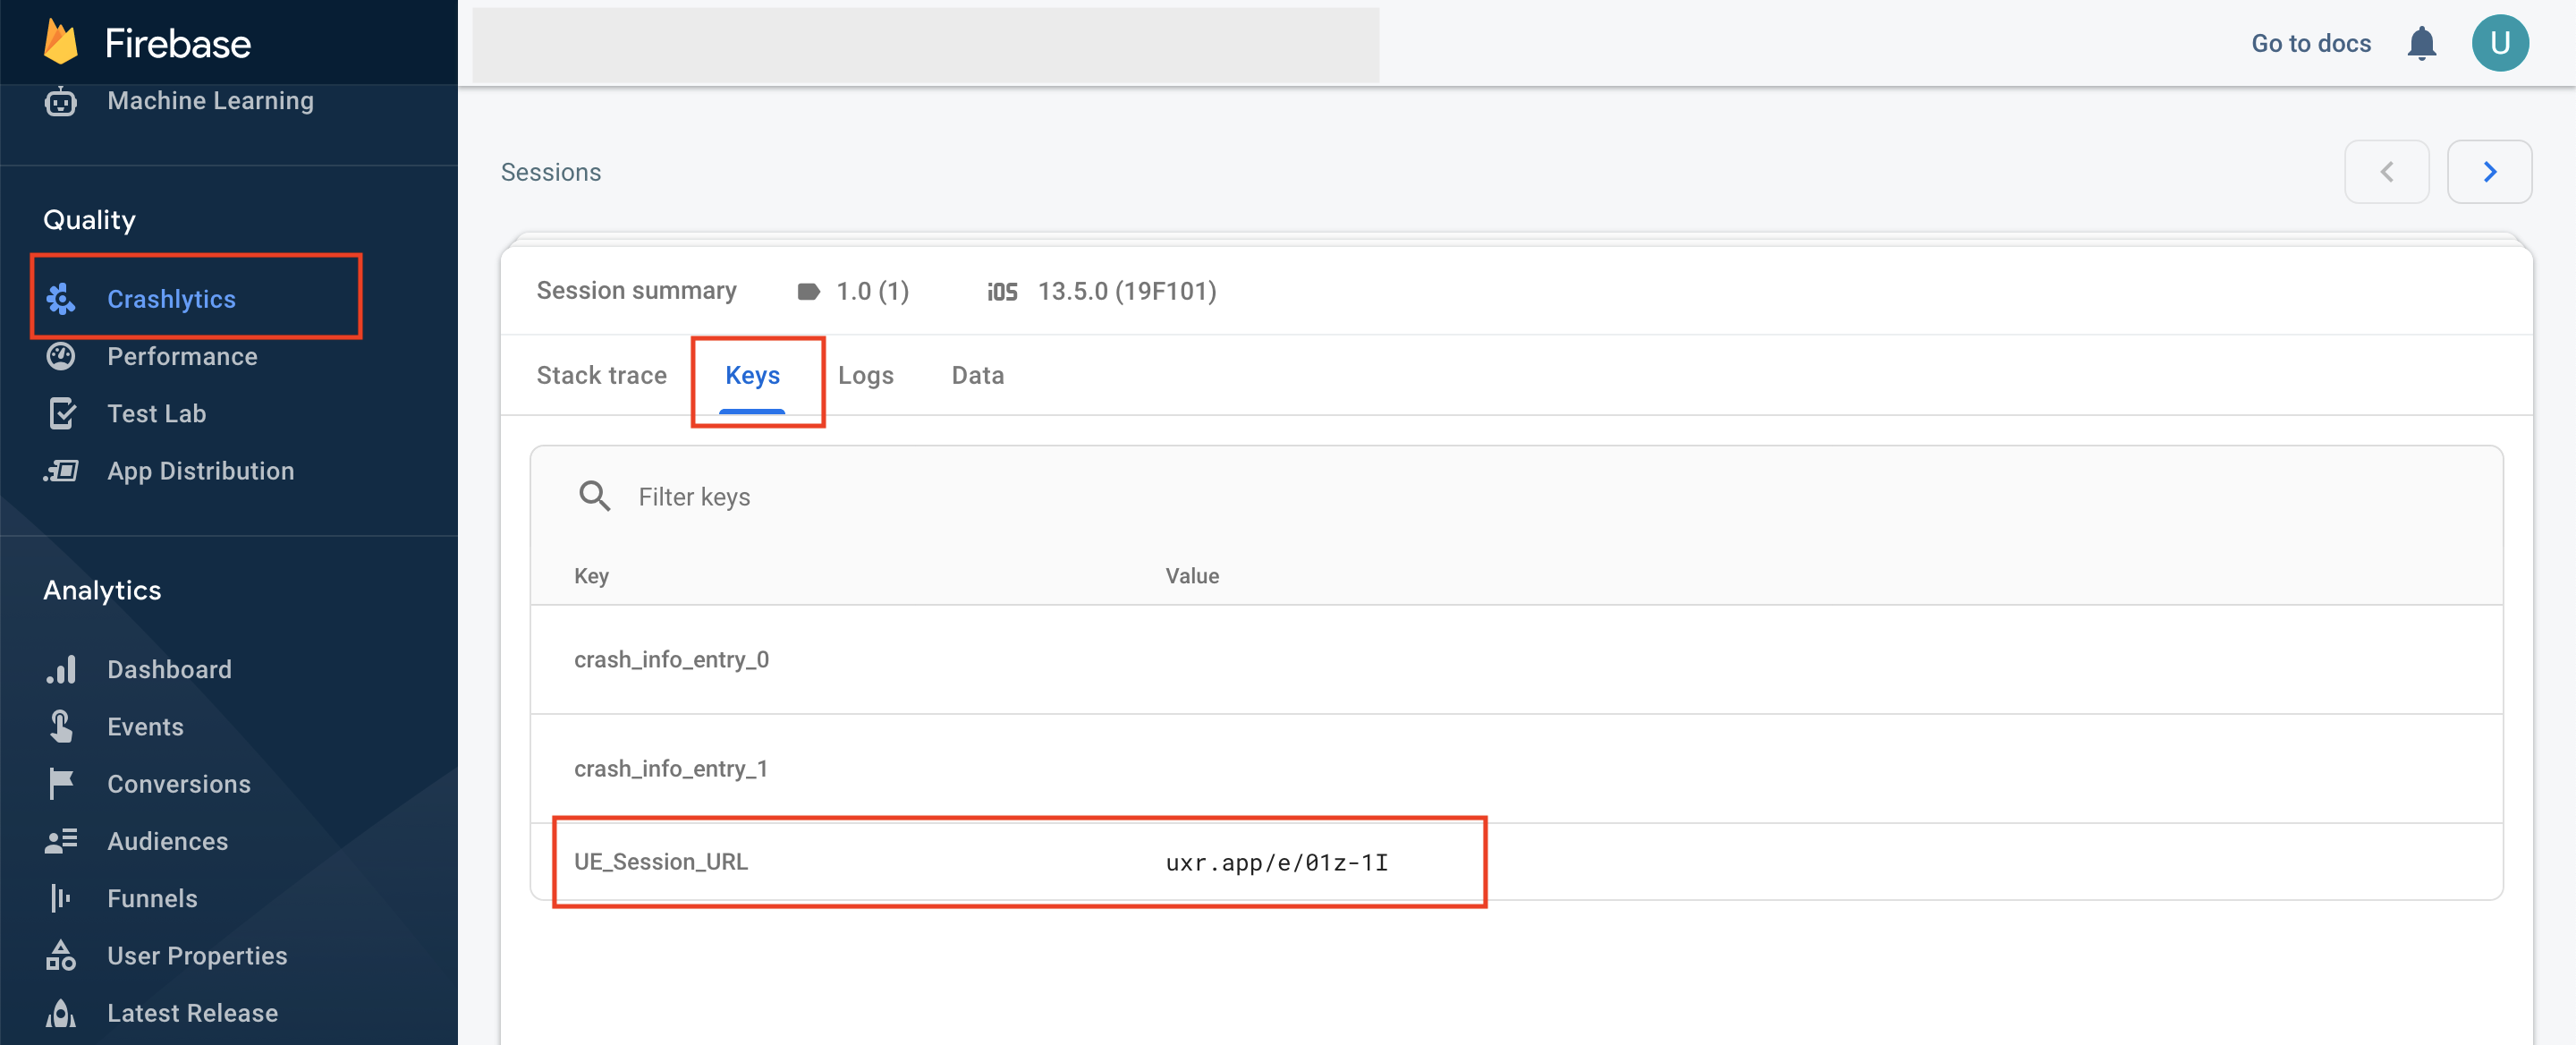 Firebase
Go to docs
U
Machine Learning
Quality
Crashlytics
Performance
Test Lab
App Distribution
Analytics
Dashboard
Events
Conversions
Audiences
Funnels
User Properties
Latest Release
Sessions
Session summary 1.0 (1) iOS 13.5.0 (19F101)
Stack trace Keys Logs Data
Filter keys
Key Value
crash_info_entry_0
crash_info_entry_1
UE_Session_URL uxr.app/e/01z-1I